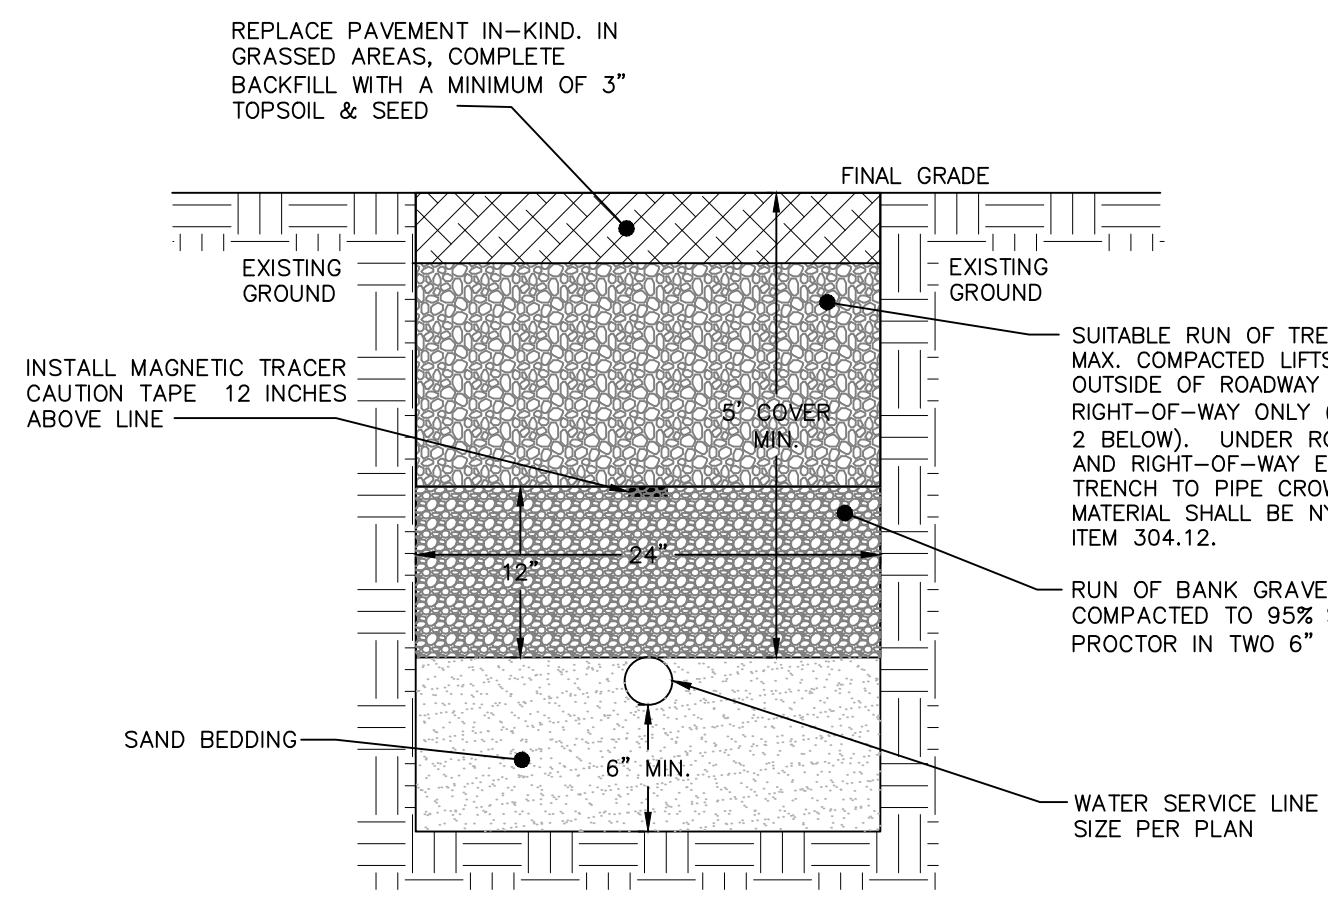 REPLACE PAVEMENT IN-KIND. IN
GRASSED AREAS, COMPLETE
BACKFILL WITH A MINIMUM OF 3"
TOPSOIL & SEED
FINAL GRADE
EXISTING
GROUND
EXISTING
GROUND
INSTALL MAGNETIC TRACER
CAUTION TAPE 12 INCHES
ABOVE LINE
5' COVER
MIN.
SUITABLE RUN OF
MAX. COMPACTED
OUTSIDE OF ROADWAY
RIGHT-OF-WAY ONLY
2 BELOW). UNDER
AND RIGHT-OF-WAY
TRENCH TO PIPE
MATERIAL SHALL BE
ITEM 304.12.
24"
12"
RUN OF BANK
COMPACTED TO 95%
PROCTOR IN TWO 6"
SAND BEDDING
6" MIN.
WATER SERVICE LINE
SIZE PER PLAN